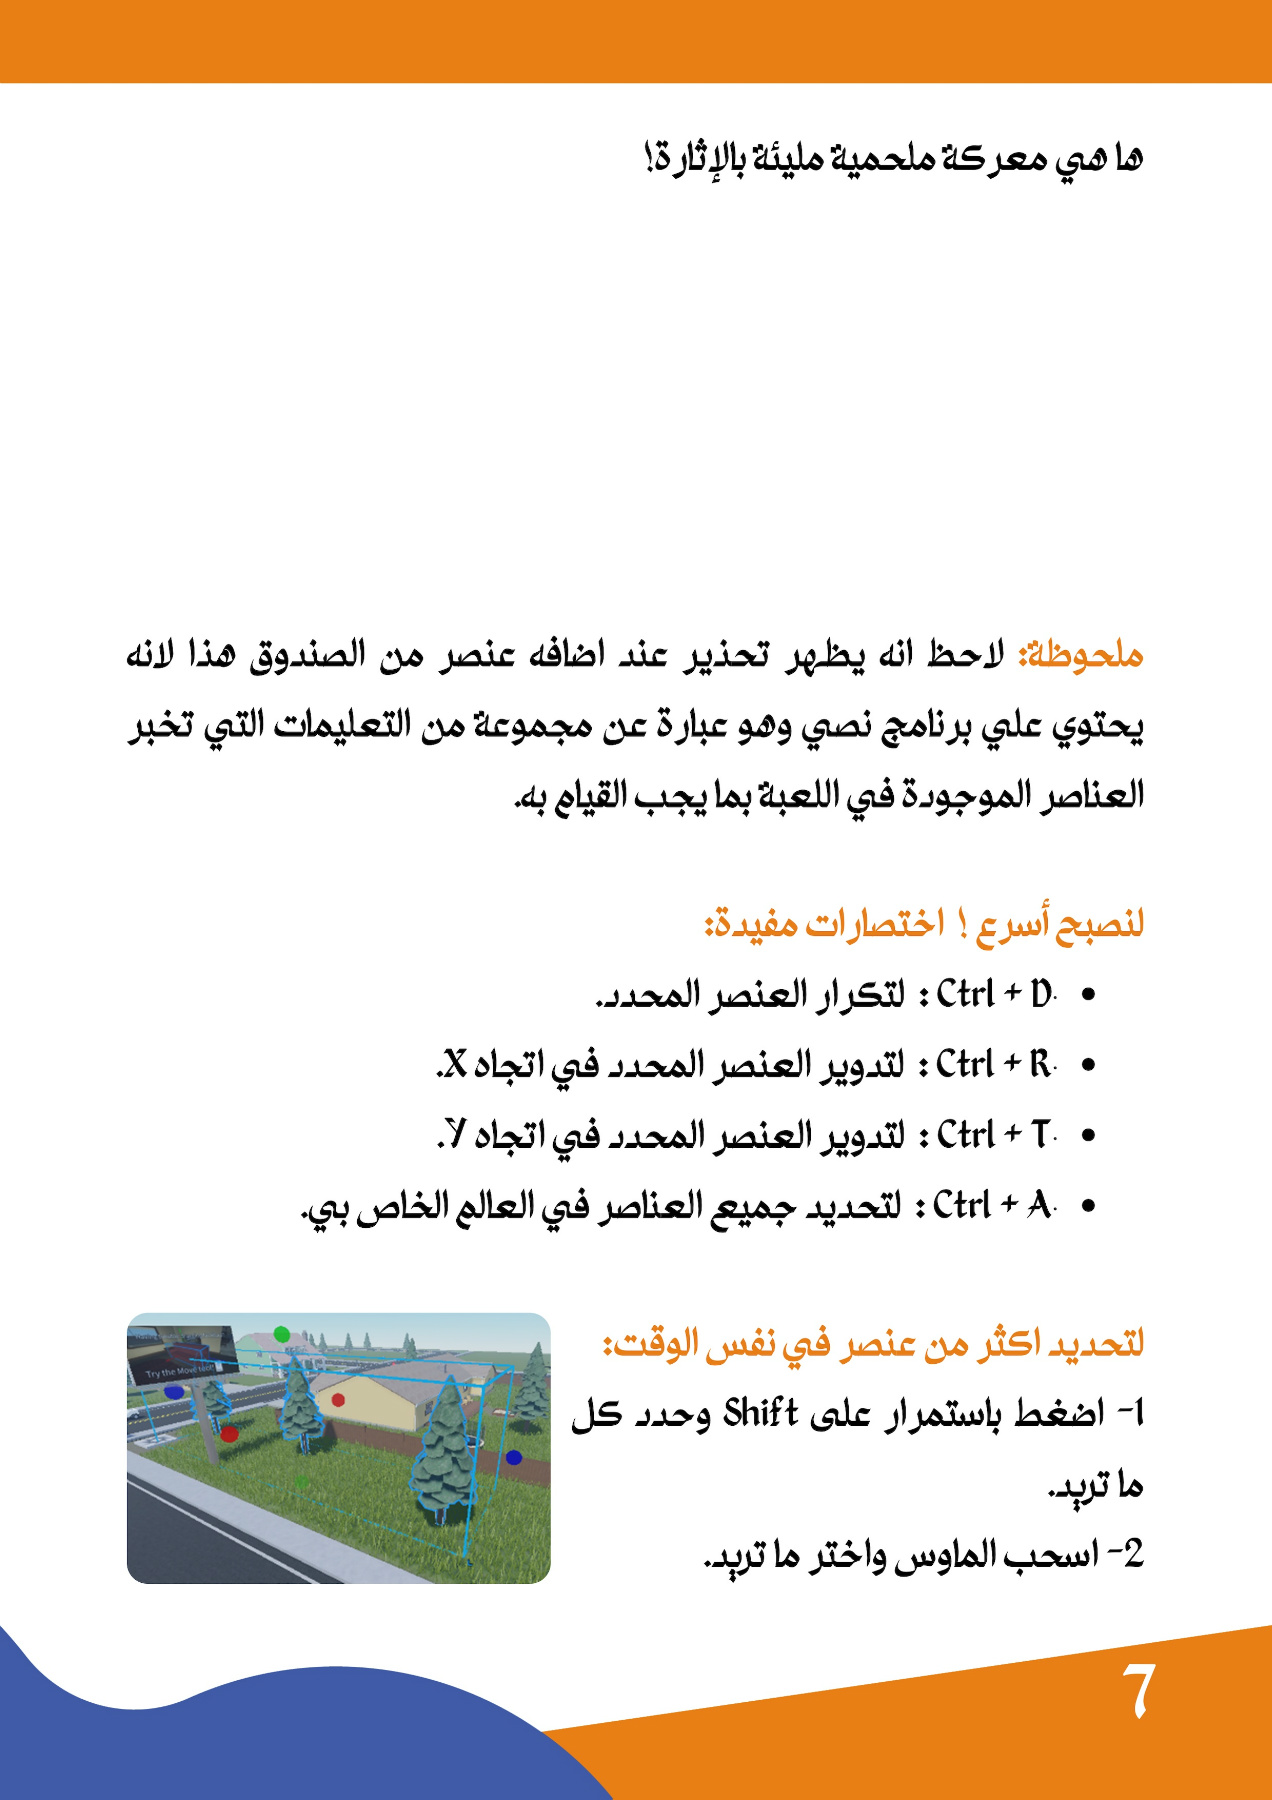 ها هي معركة ملحمية مليئة بالإثارة!
ملحوظة: لاحظ انه يظهر تحذير عند اضافه عنصر من الصندوق هذا لانه
يحتوي علي برنامج نصي وهو عبارة عن مجموعة من التعليمات التي تخبر
العناصر الموجودة في اللعبة بما يجب القيام به.
لنصبح أسرع ! اختصارات مفيدة:
• Ctrl + D : لتكرار العنصر المحدد.
• Ctrl + R : لتدوير العنصر المحدد في اتجاه X.
• Ctrl + T : لتدوير العنصر المحدد في اتجاه Y.
• Ctrl + A : لتحديد جميع العناصر في العالم الخاص بي.
لتحديد اكثر من عنصر في نفس الوقت:
1- اضغط باستمرار على Shift وحدد كل
ما تريد.
2- اسحب الماوس واختر ما تريد.
Try the Move tool!
7